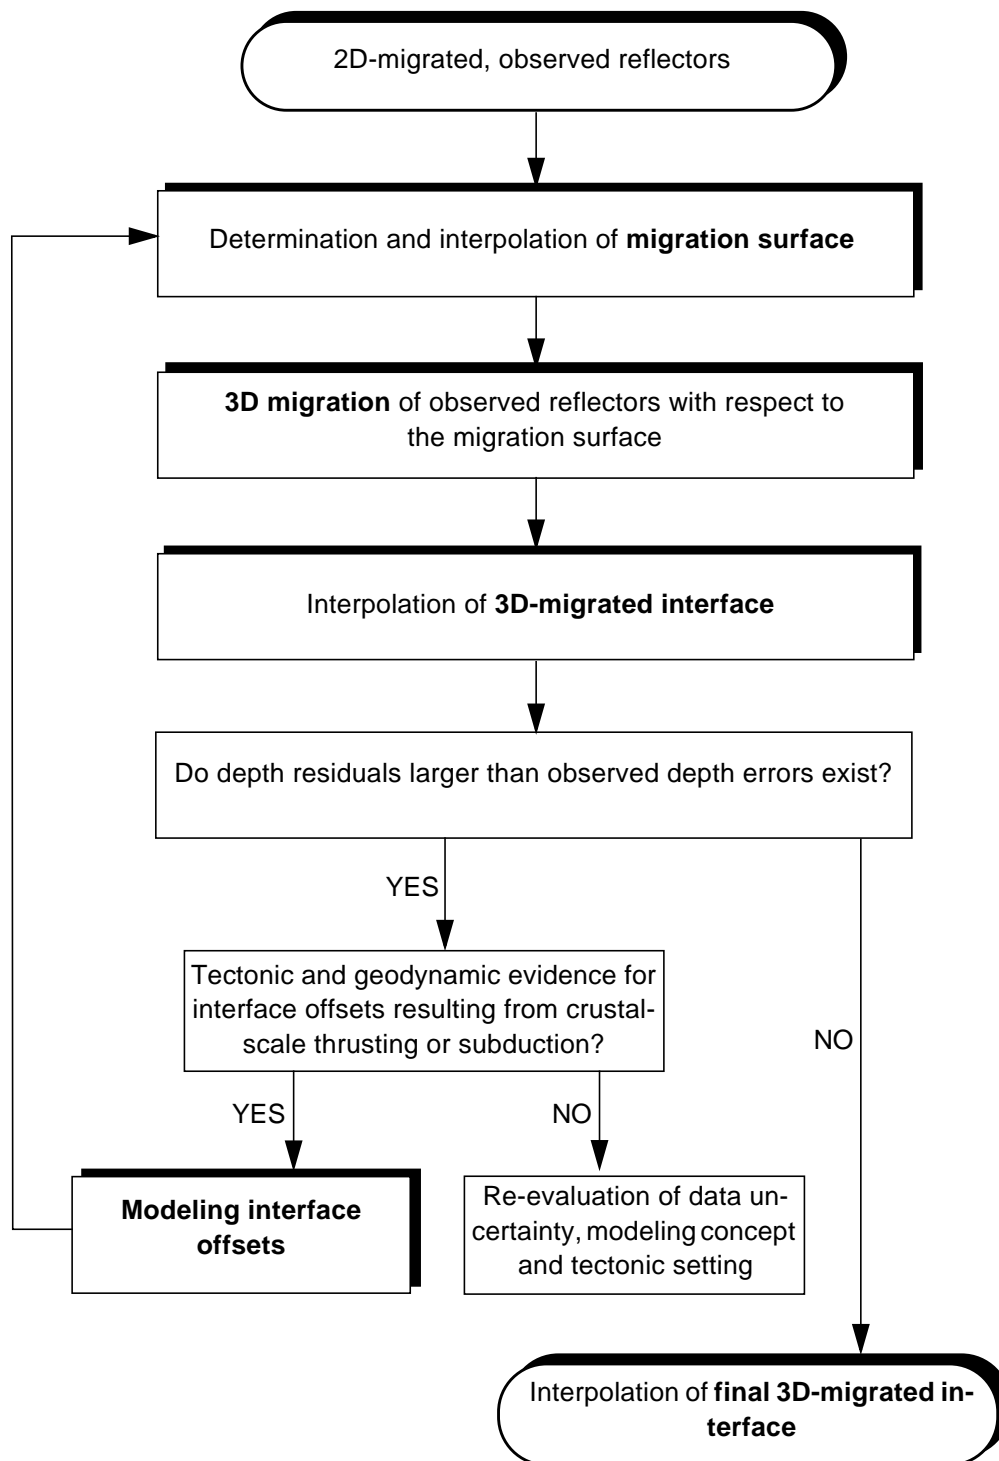 2D-migrated, observed reflectors
Determination and interpolation of migration surface
3D migration of observed reflectors with respect to
the migration surface
Interpolation of 3D-migrated interface
Do depth residuals larger than observed depth errors exist?
YES
Tectonic and geodynamic evidence for
interface offsets resulting from crustal-
scale thrusting or subduction?
NO
YES
NO
Modeling interface
offsets
Re-evaluation of data un-
certainty, modeling concept
and tectonic setting
Interpolation of final 3D-migrated in-
terface